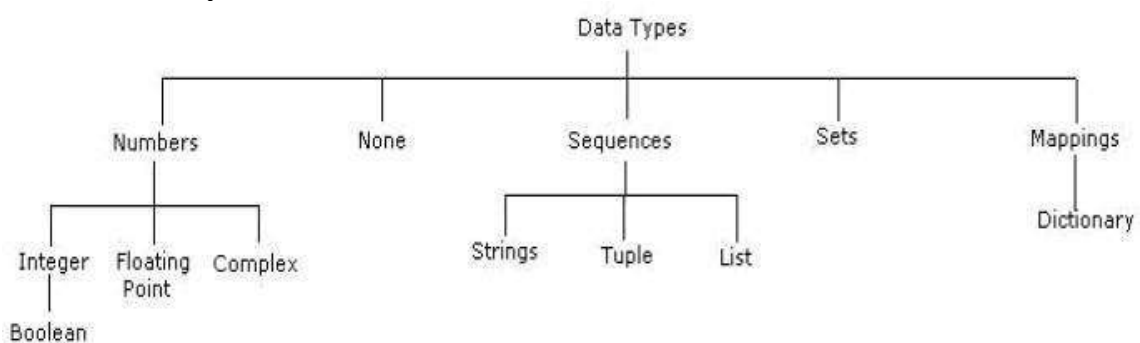 Data Types
Numbers
None
Sequences
Sets
Mappings
Integer
Floating
Point
Complex
Strings
Tuple
List
Dictionary
Boolean